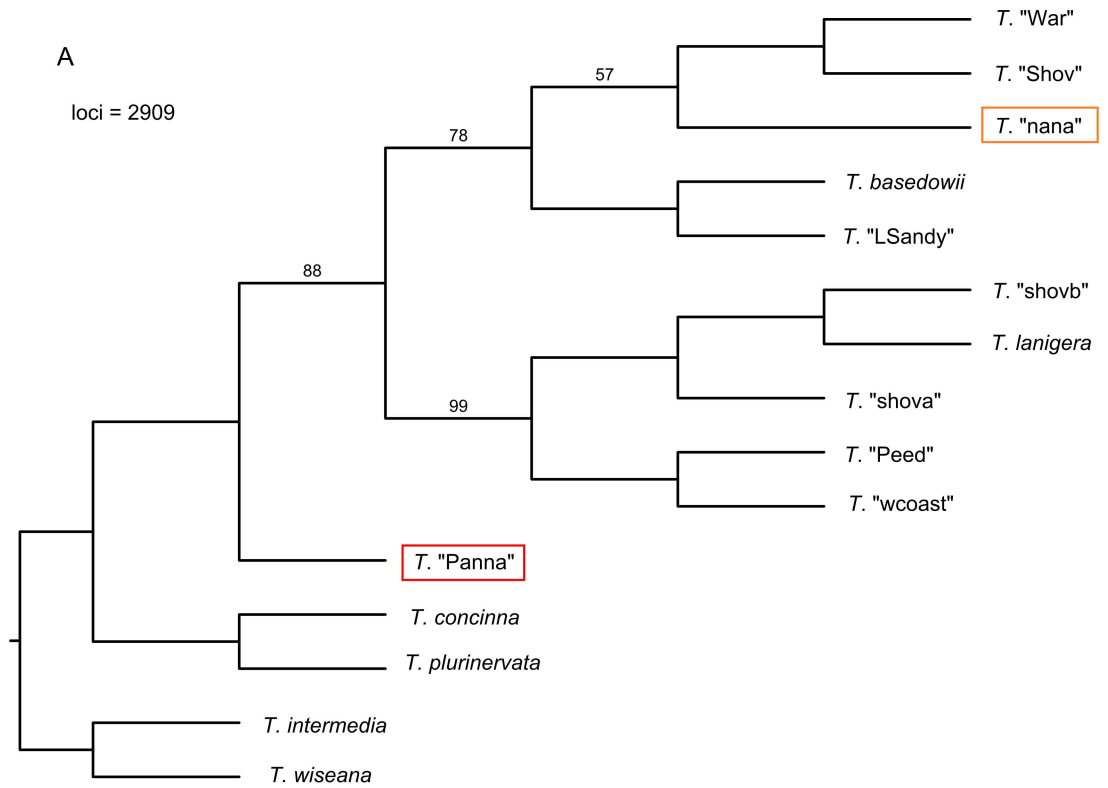 T. "War"
A
T. "Shov"
57
loci = 2909
T. "nana"
78
T. basedowii
T. "LSandy"
88
T. "shovb"
T. lanigera
T. "shova"
99
T. "Peed"
T. "wcoast"
T. "Panna"
T. concinna
T. plurinervata
T. intermedia
T. wiseana